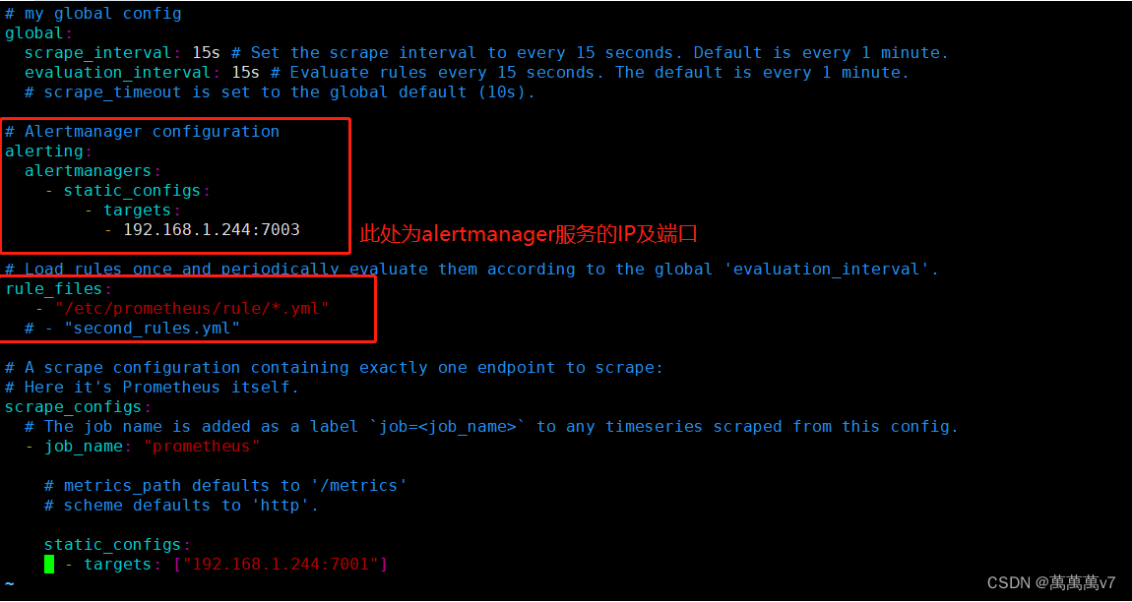 # my global config
global:
  scrape_interval: 15s # Set the scrape interval to every 15 seconds. Default is every 1 minute.
  evaluation_interval: 15s # Evaluate rules every 15 seconds. The default is every 1 minute.
  # scrape_timeout is set to the global default (10s).
# Alertmanager configuration
alerting:
  alertmanagers:
    - static_configs:
        - targets:
          - 192.168.1.244:7003
此处为alertmanager服务的IP及端口
# Load rules once and periodically evaluate them according to the global 'evaluation_interval'.
rule_files:
   - "/etc/prometheus/rule/*.yml"
  # - "second_rules.yml"
# A scrape configuration containing exactly one endpoint to scrape:
# Here it's Prometheus itself.
scrape_configs:
  # The job name is added as a label `job=<job_name>` to any timeseries scraped from this config.
  - job_name: "prometheus"
    # metrics_path defaults to '/metrics'
    # scheme defaults to 'http'.
    static_configs:
      - targets: ["192.168.1.244:7001"]
~
CSDN @萬萬萬v7